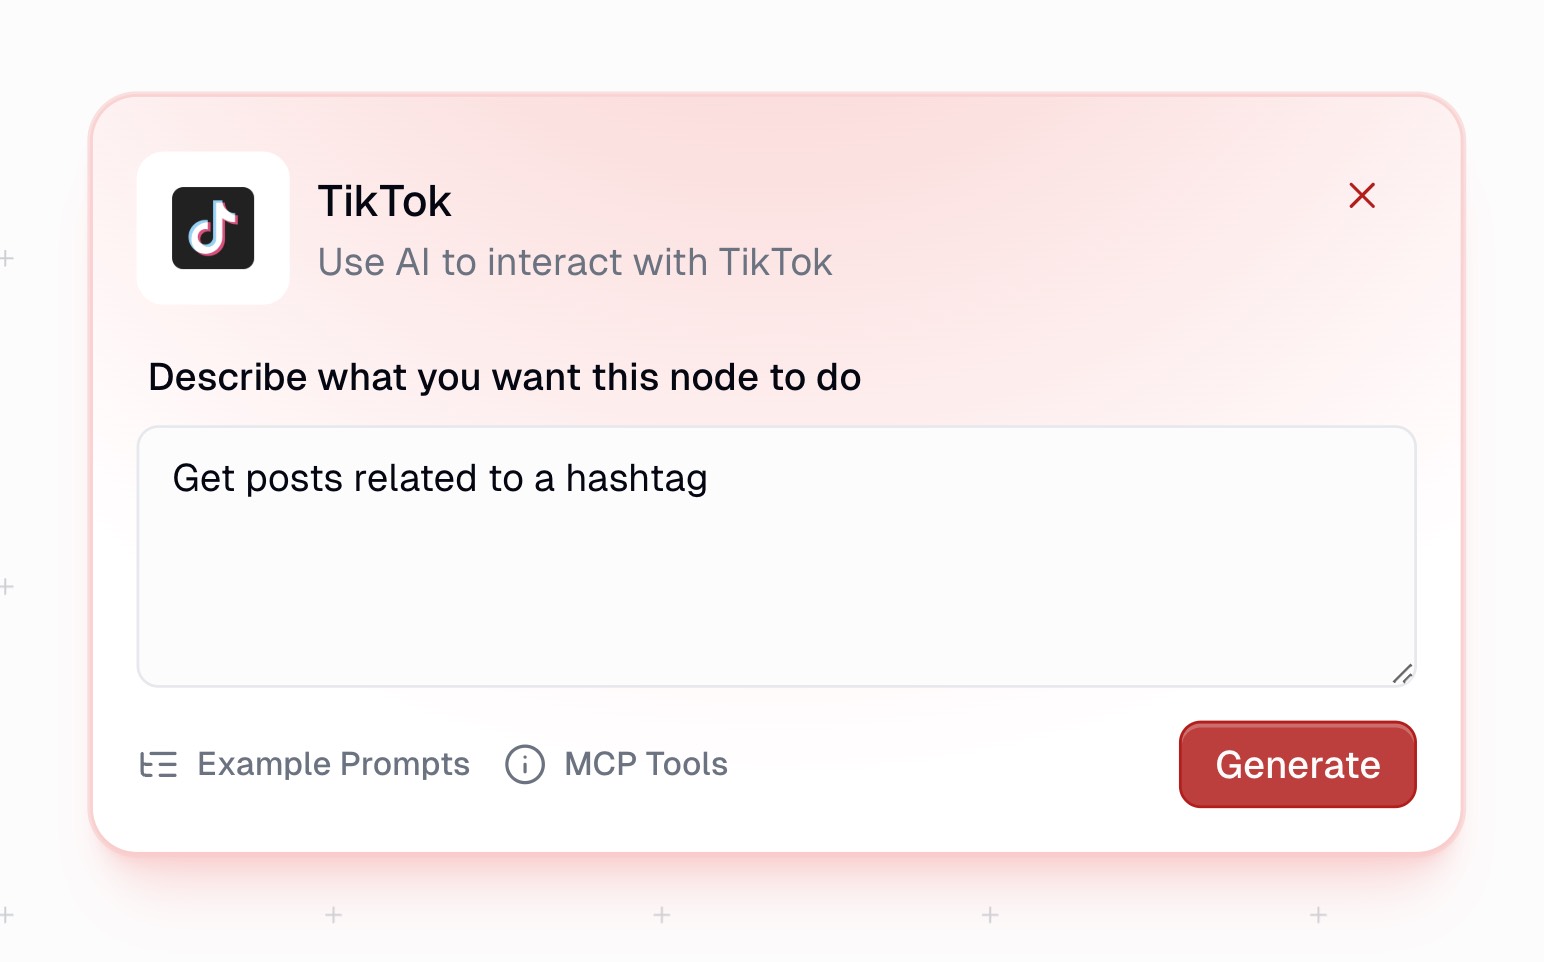 TikTok
Use AI to interact with TikTok
Describe what you want this node to do
Get posts related to a hashtag
Example Prompts
MCP Tools
Generate